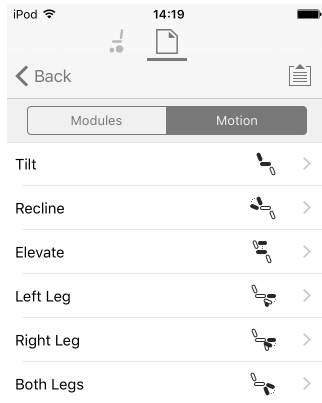 iPod 14:19
Back
Modules Motion
Tilt
Recline
Elevate
Left Leg
Right Leg
Both Legs